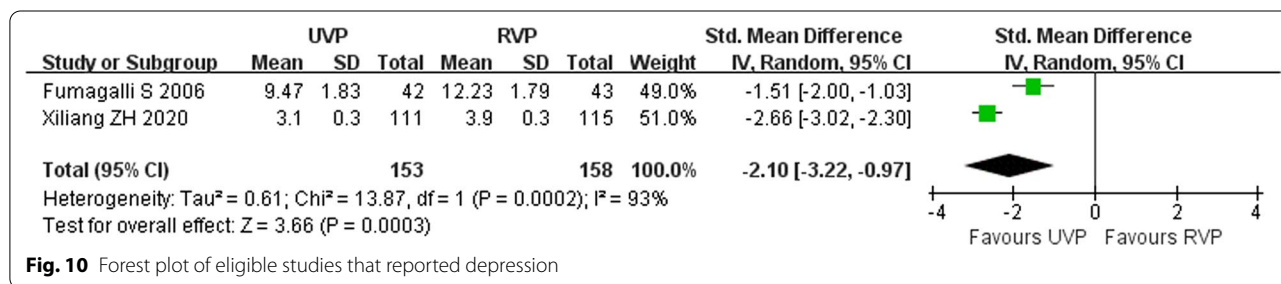 UVP RVP Std. Mean Difference Std. Mean Difference
Study or Subgroup Mean SD Total Mean SD Total Weight IV, Random, 95% CI IV, Random, 95% CI
Fumagalli S 2006 9.47 1.83 42 12.23 1.79 43 49.0% -1.51 [-2.00, -1.03]
Xiliang ZH 2020 3.1 0.3 111 3.9 0.3 115 51.0% -2.66 [-3.02, -2.30]
Total (95% CI) 153 158 100.0% -2.10 [-3.22, -0.97]
Heterogeneity: Tau² = 0.61; Chi² = 13.87, df = 1 (P = 0.0002); I² = 93%
Test for overall effect: Z = 3.66 (P = 0.0003)
-4 -2 0 2 4
Favours UVP Favours RVP
Fig. 10 Forest plot of eligible studies that reported depression